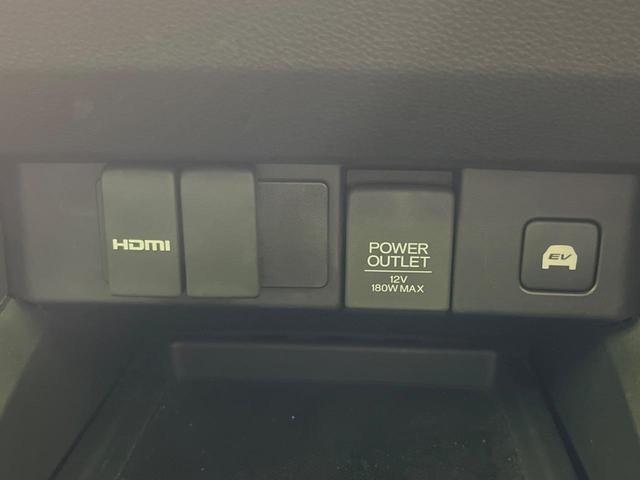 HDMI
POWER
OUTLET
12V
180W MAX
EV